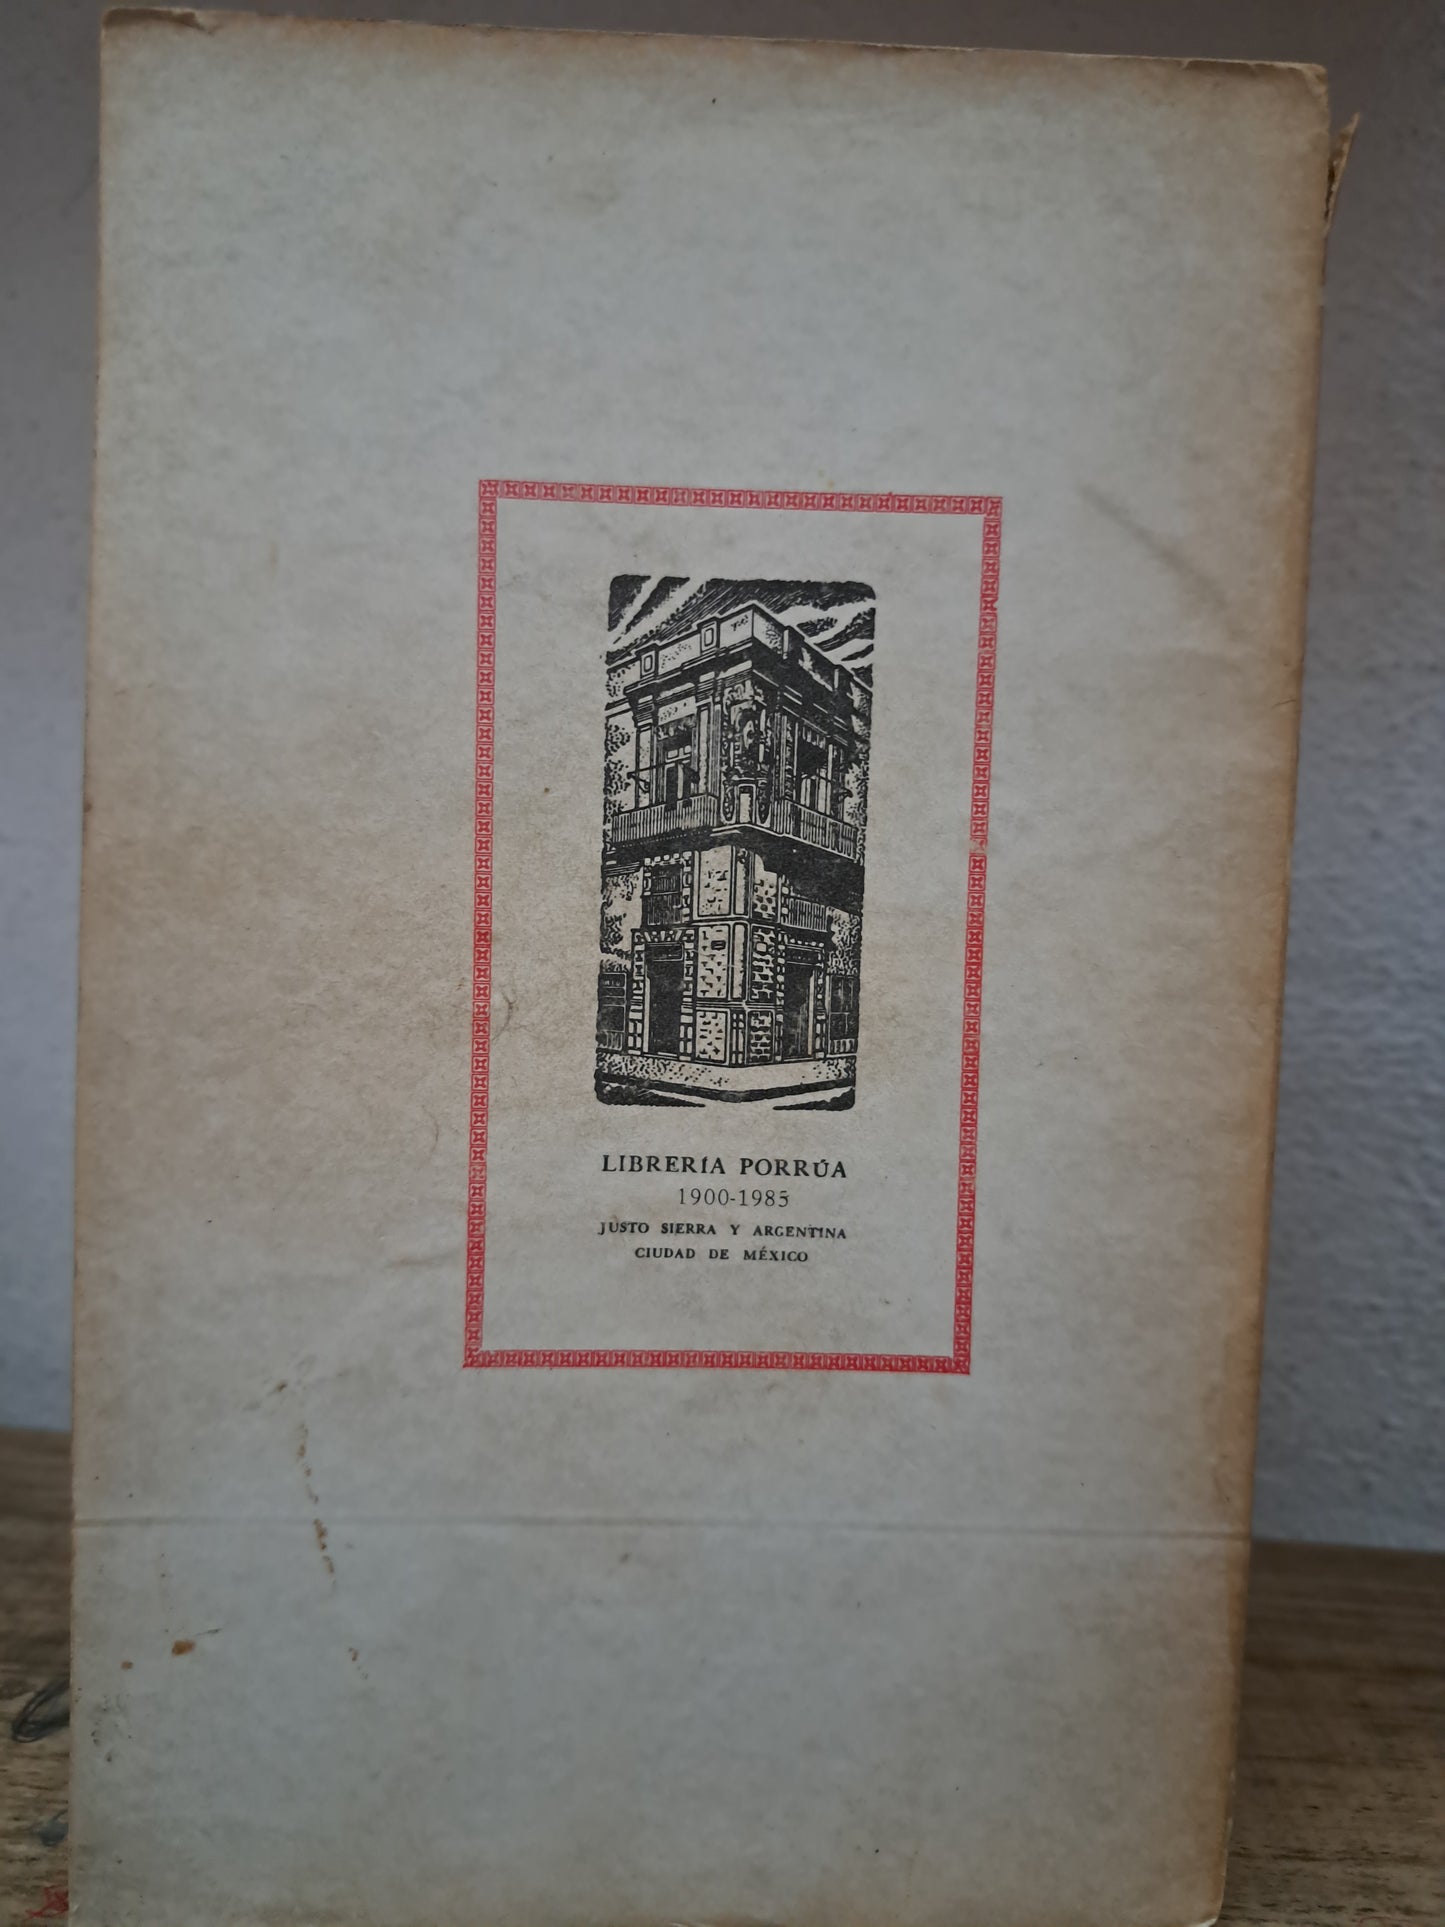 LIBRERÍA PORRÚA
1900-1985
JUSTO SIERRA Y ARGENTINA
CIUDAD DE MÉXICO